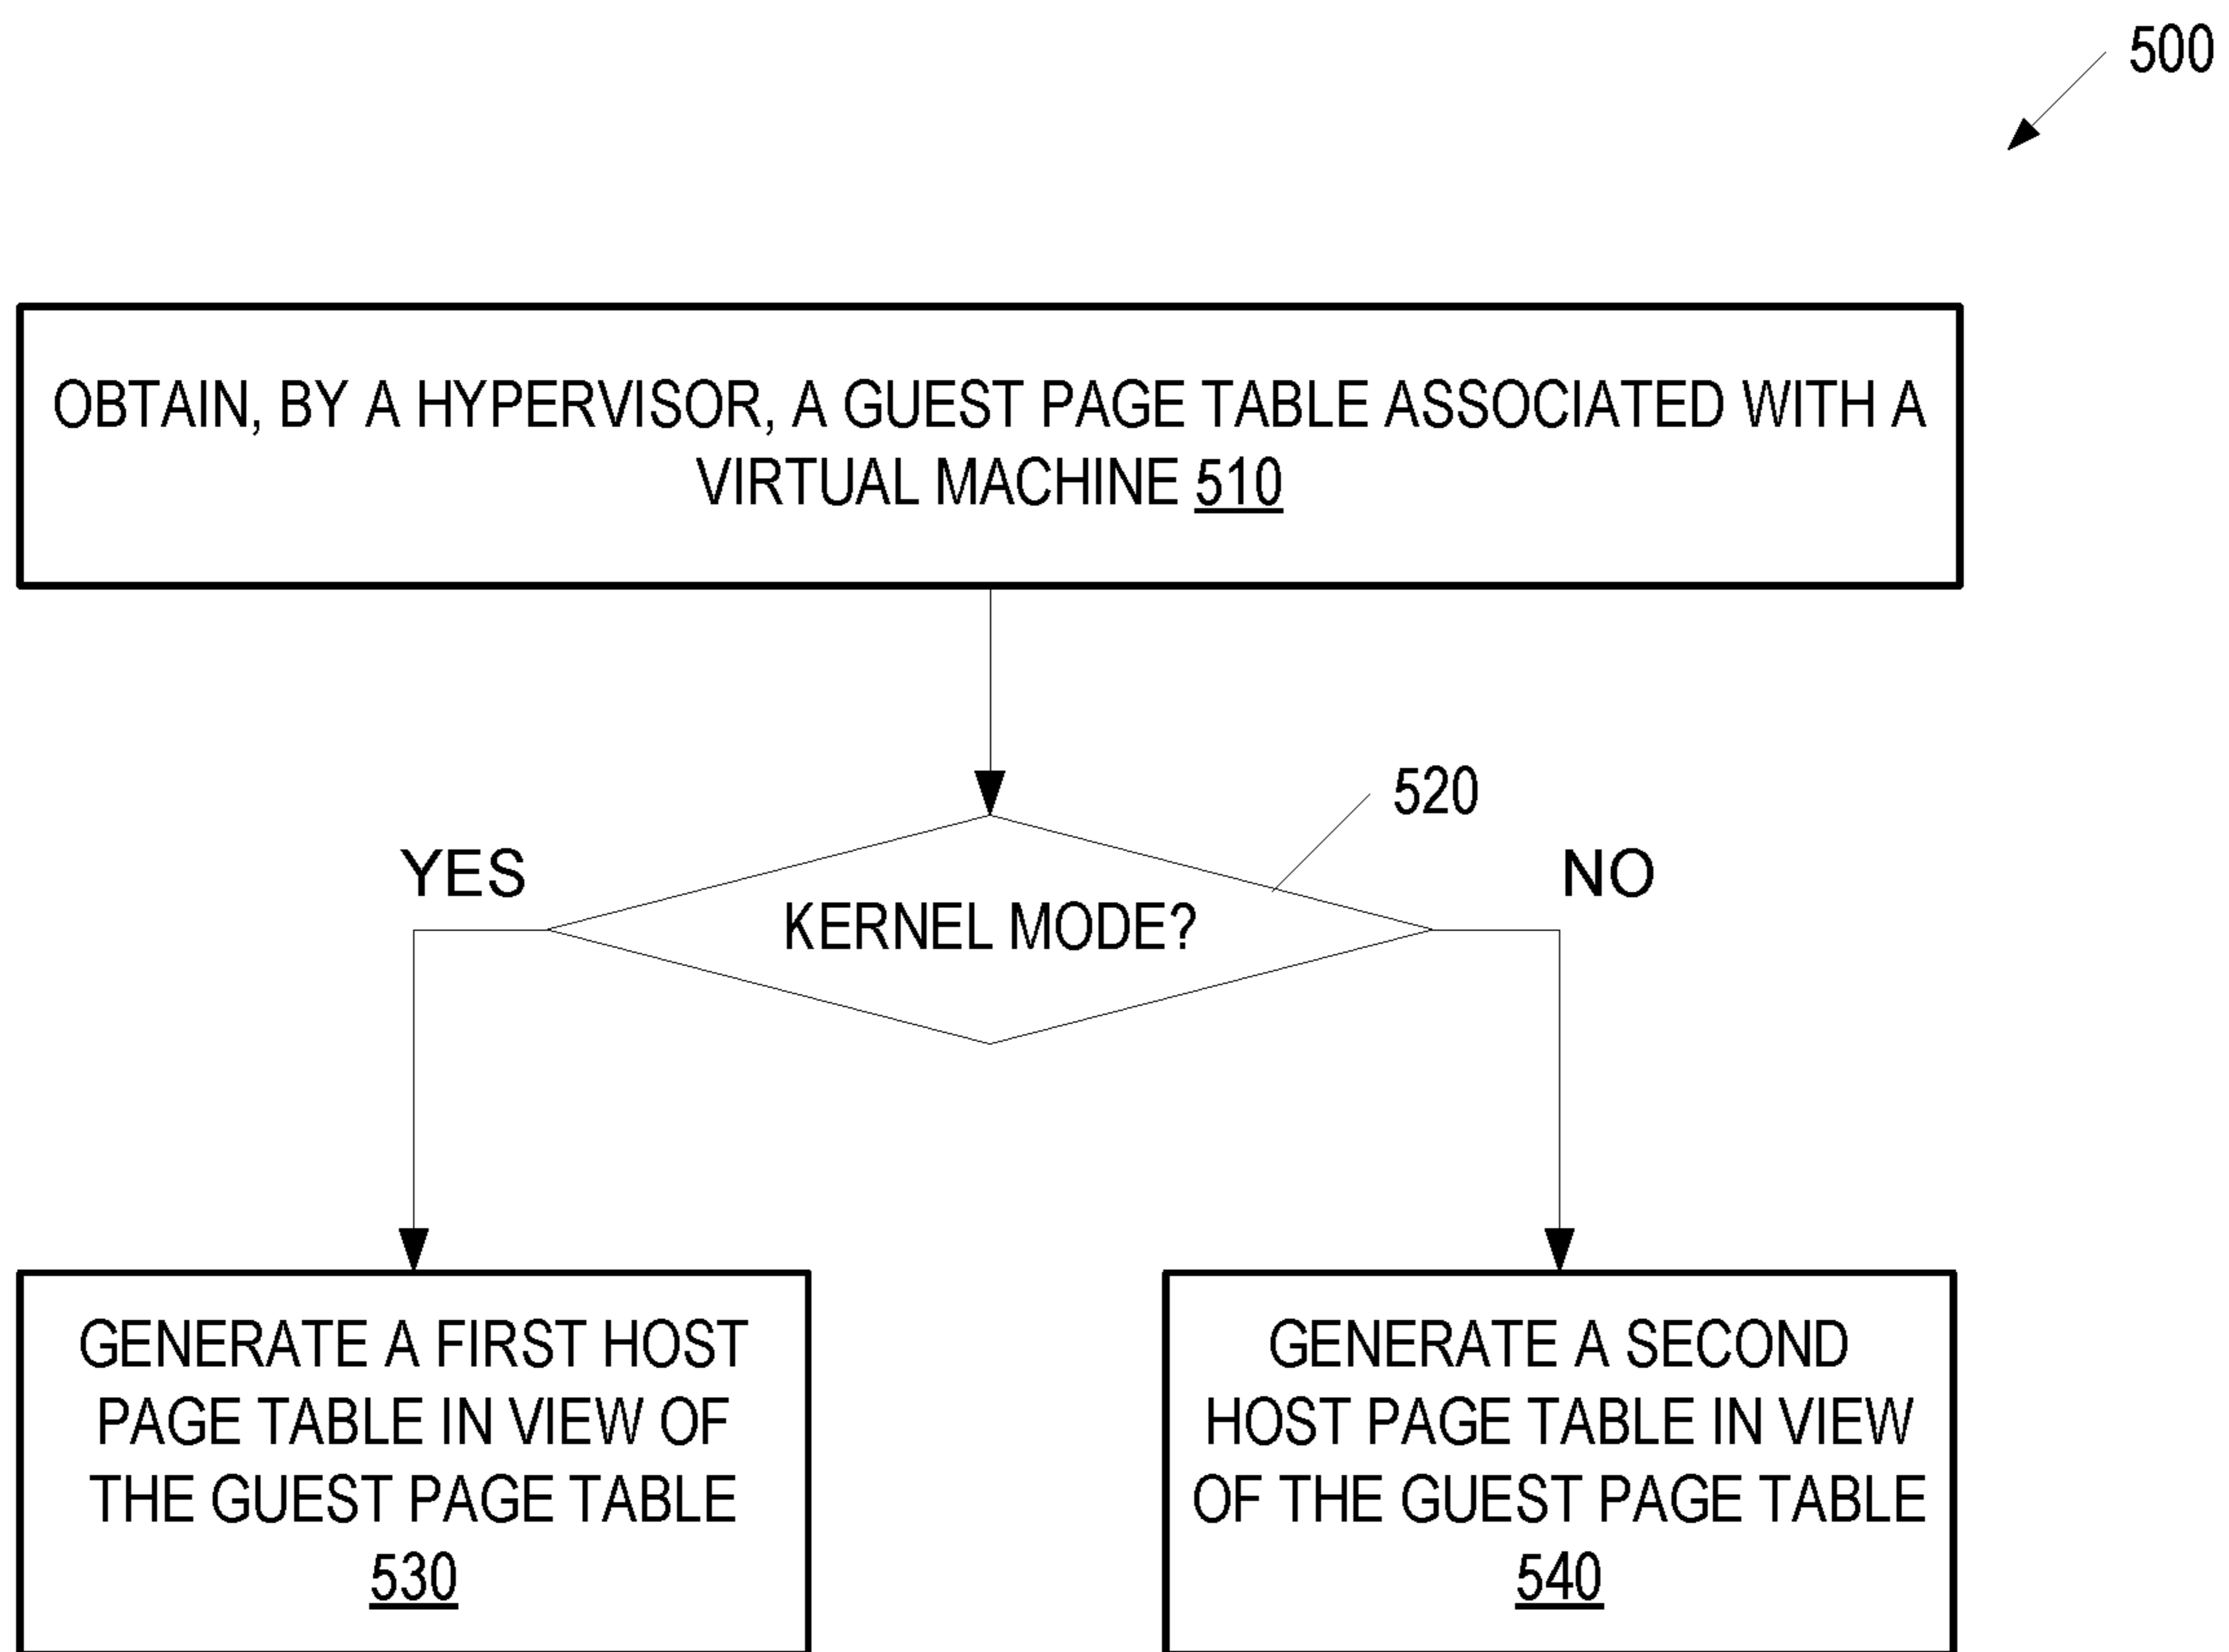 500
OBTAIN, BY A HYPERVISOR, A GUEST PAGE TABLE ASSOCIATED WITH A
VIRTUAL MACHINE 510
520
YES
NO
KERNEL MODE?
GENERATE A FIRST HOST
PAGE TABLE IN VIEW OF
THE GUEST PAGE TABLE
530
GENERATE A SECOND
HOST PAGE TABLE IN VIEW
OF THE GUEST PAGE TABLE
540